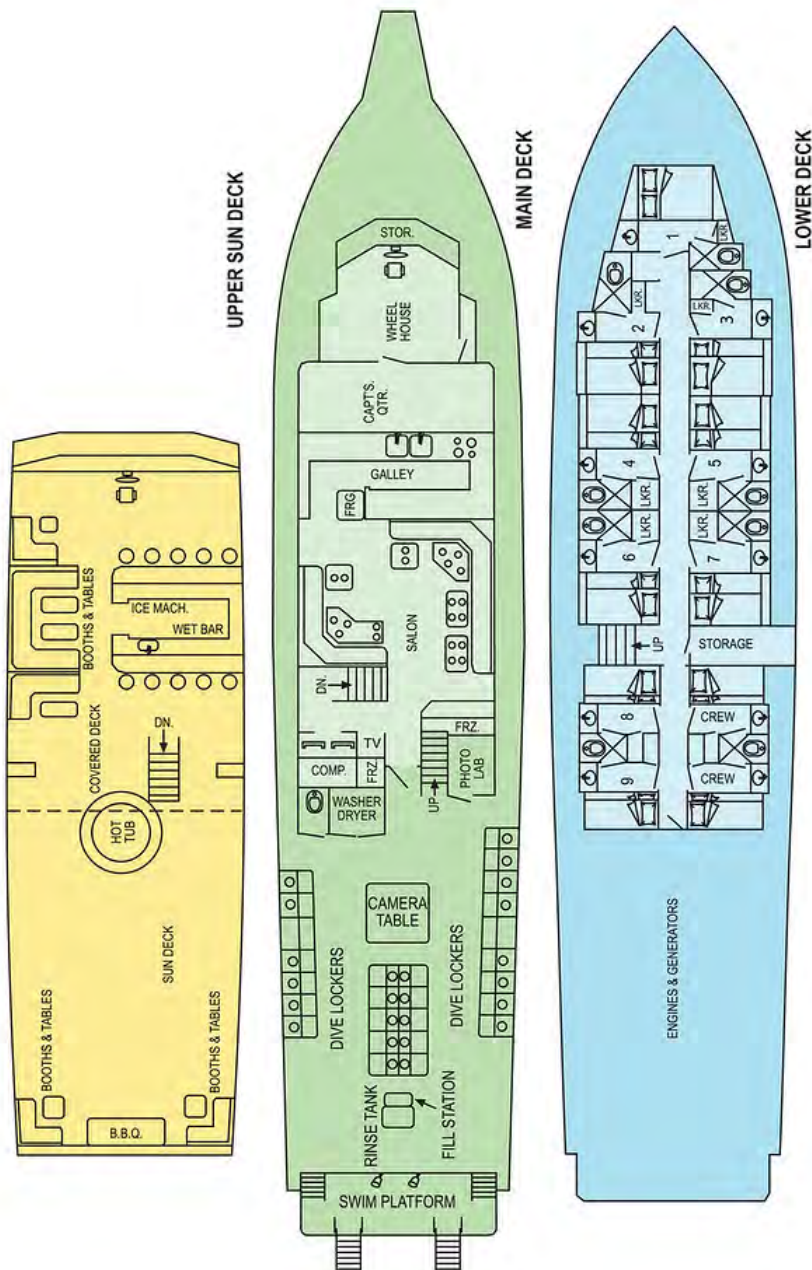 UPPER SUN DECK
BOOTHS & TABLES
ICE MACH.
WET BAR
COVERED DECK
DN.
HOT
TUB
SUN DECK
BOOTHS & TABLES
BOOTHS & TABLES
B.B.Q.
MAIN DECK
STOR.
WHEEL
HOUSE
CAPT'S.
QTR.
GALLEY
FRG
SALON
DN.
TV
FRZ.
COMP.
FRZ
PHOTO
LAB
UP
WASHER
DRYER
CAMERA
TABLE
DIVE LOCKERS
DIVE LOCKERS
RINSE TANK
FILL STATION
SWIM PLATFORM
LOWER DECK
1
LKR.
LKR.
LKR.
2
3
4
5
LKR.
LKR.
LKR.
LKR.
6
7
UP
STORAGE
8
CREW
9
CREW
ENGINES & GENERATORS